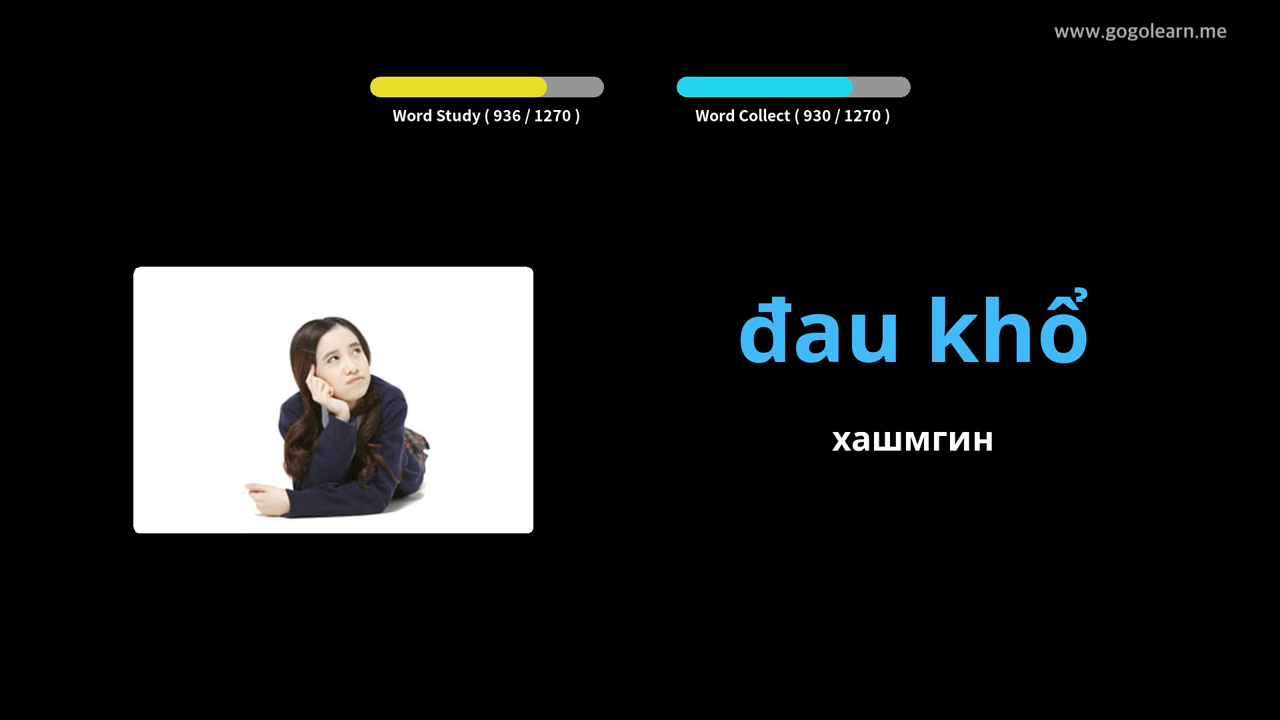 www.gogolearn.me
Word Study ( 936 / 1270 )
Word Collect ( 930 / 1270 )
đau khổ
хашмгин